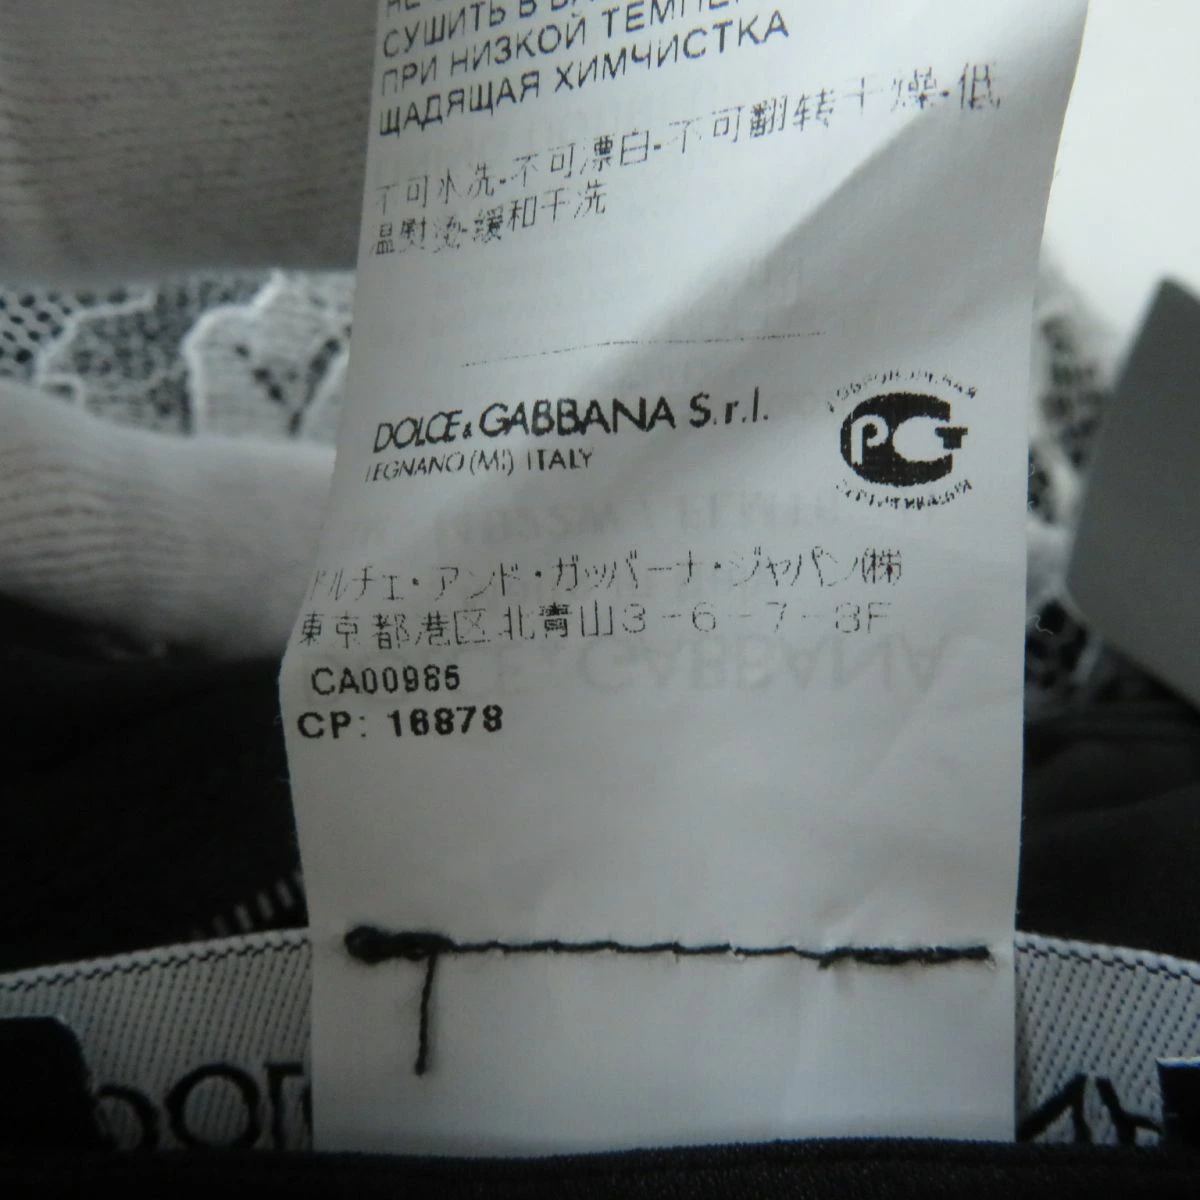 СУШИТЬ В
ПРИ НИЗКОЙ
ЩАДЯЩАЯ ХИМЧИСТКА
不可水洗-不可漂白-不可翻转干燥-低
温熨烫-缓和干洗
DOLCE & GABBANA S.r.l.
LEGNANO (MI) ITALY
ドルチェ・アンド・ガッバーナ・ジャパン㈱
東京都港区北青山3-6-7-8F
CA00985
CP: 16878